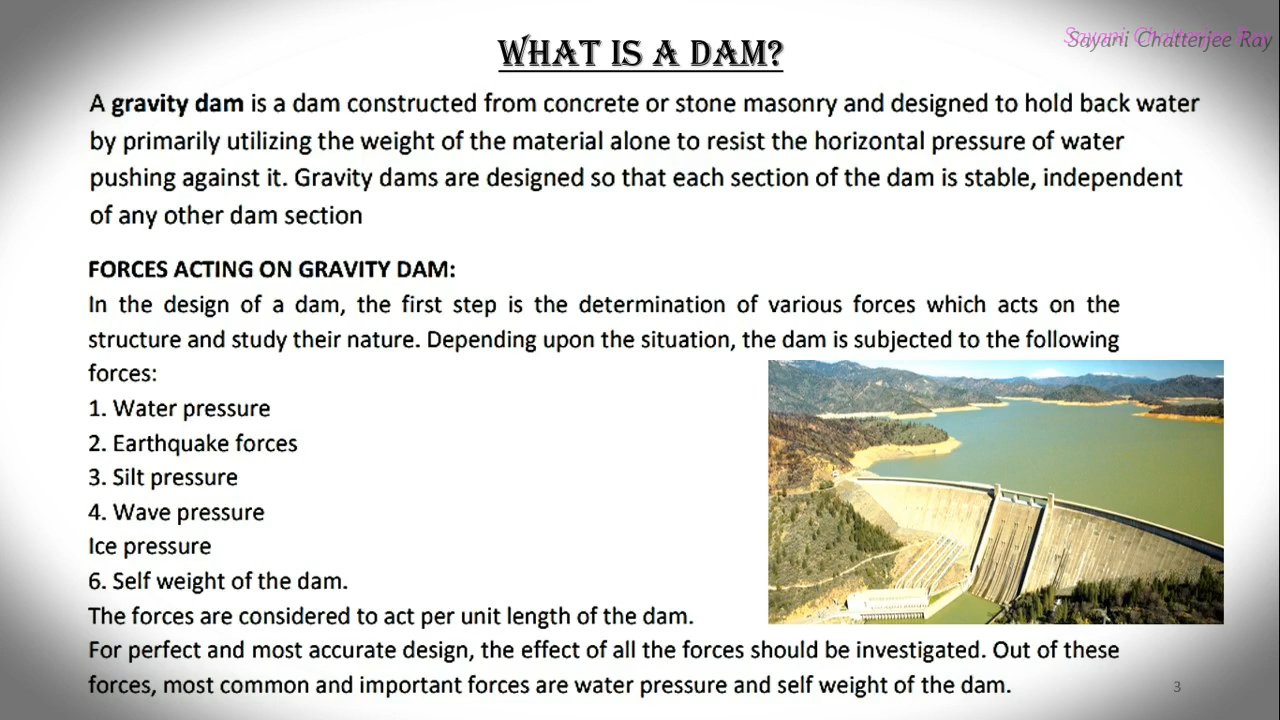 WHAT IS A DAM?
Sayani Chatterjee Ray
A gravity dam is a dam constructed from concrete or stone masonry and designed to hold back water
by primarily utilizing the weight of the material alone to resist the horizontal pressure of water
pushing against it. Gravity dams are designed so that each section of the dam is stable, independent
of any other dam section
FORCES ACTING ON GRAVITY DAM:
In the design of a dam, the first step is the determination of various forces which acts on the
structure and study their nature. Depending upon the situation, the dam is subjected to the following
forces:
1. Water pressure
2. Earthquake forces
3. Silt pressure
4. Wave pressure
Ice pressure
6. Self weight of the dam.
The forces are considered to act per unit length of the dam.
For perfect and most accurate design, the effect of all the forces should be investigated. Out of these
forces, most common and important forces are water pressure and self weight of the dam.
3